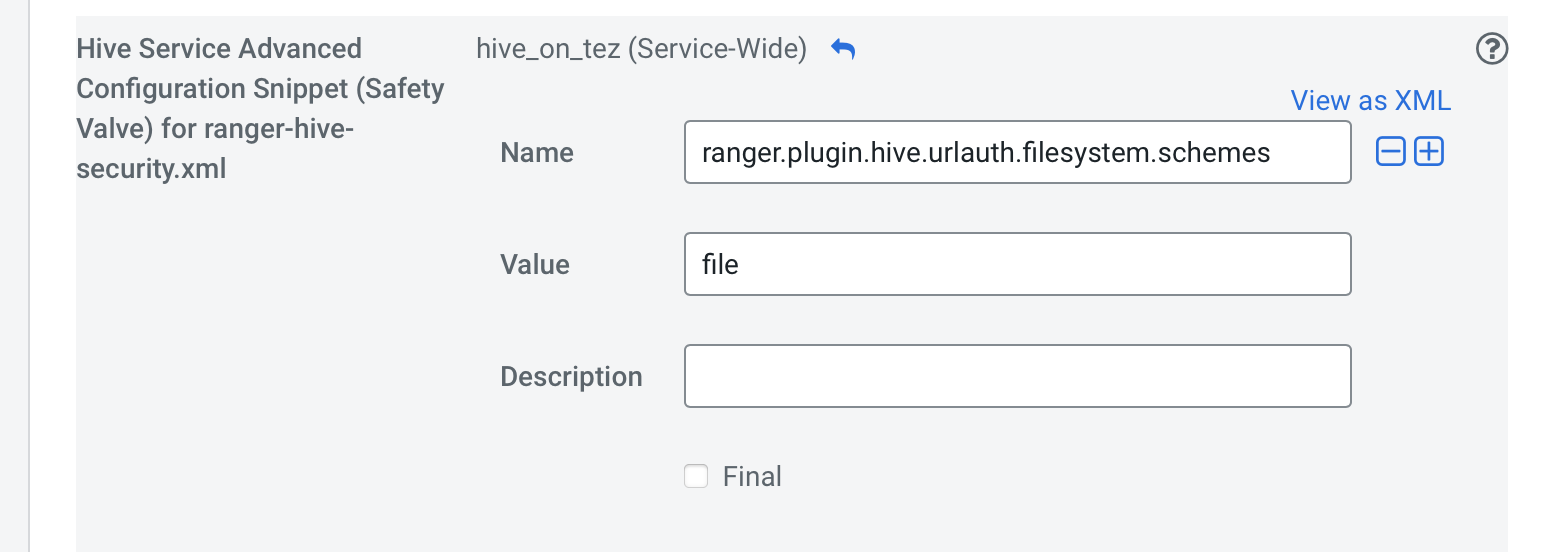 Hive Service Advanced
Configuration Snippet (Safety
Valve) for ranger-hive-
security.xml
hive_on_tez (Service-Wide)
View as XML
Name
ranger.plugin.hive.urlauth.filesystem.schemes
Value
file
Description
Final